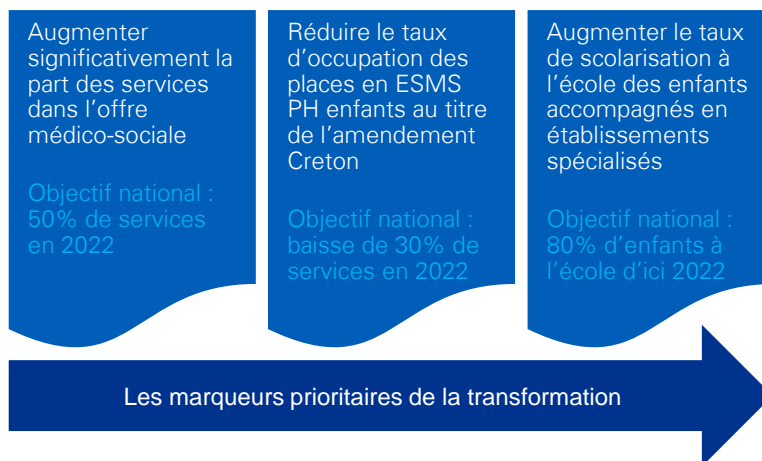 Augmenter
significativement la
part des services
dans l'offre
médico-sociale
Objectif national :
50% de services
en 2022
Réduire le taux
d'occupation des
places en ESMS
PH enfants au titre
de l'amendement
Creton
Objectif national :
baisse de 30% de
services en 2022
Augmenter le taux
de scolarisation à
l'école des enfants
accompagnés en
établissements
spécialisés
Objectif national :
80% d'enfants à
l'école d'ici 2022
Les marqueurs prioritaires de la transformation